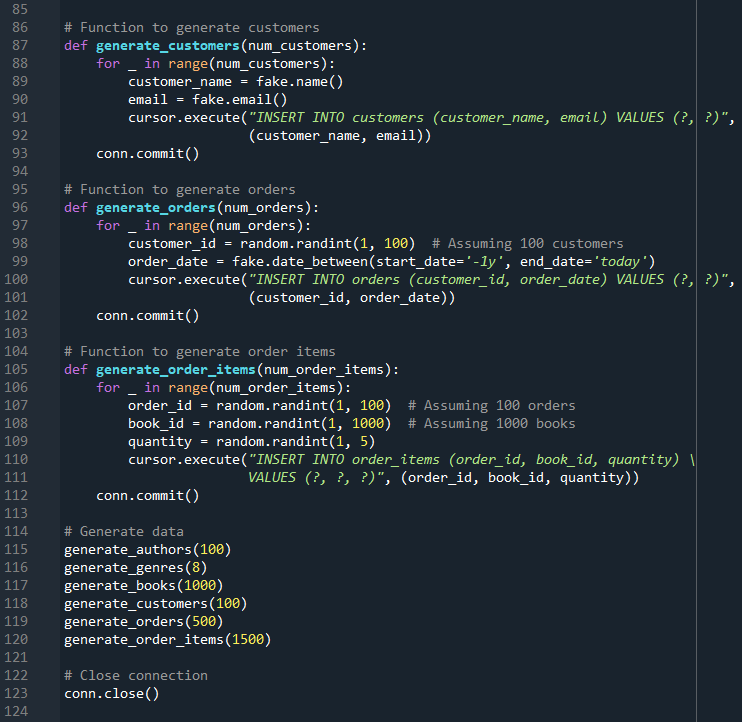 85
86 # Function to generate customers
87 def generate_customers(num_customers):
88     for _ in range(num_customers):
89         customer_name = fake.name()
90         email = fake.email()
91         cursor.execute("INSERT INTO customers (customer_name, email) VALUES (?, ?)",
92                        (customer_name, email))
93     conn.commit()
94
95 # Function to generate orders
96 def generate_orders(num_orders):
97     for _ in range(num_orders):
98         customer_id = random.randint(1, 100)  # Assuming 100 customers
99         order_date = fake.date_between(start_date='-1y', end_date='today')
100         cursor.execute("INSERT INTO orders (customer_id, order_date) VALUES (?, ?)",
101                        (customer_id, order_date))
102     conn.commit()
103
104 # Function to generate order items
105 def generate_order_items(num_order_items):
106     for _ in range(num_order_items):
107         order_id = random.randint(1, 100)  # Assuming 100 orders
108         book_id = random.randint(1, 1000)  # Assuming 1000 books
109         quantity = random.randint(1, 5)
110         cursor.execute("INSERT INTO order_items (order_id, book_id, quantity) \
111                        VALUES (?, ?, ?)", (order_id, book_id, quantity))
112     conn.commit()
113
114 # Generate data
115 generate_authors(100)
116 generate_genres(8)
117 generate_books(1000)
118 generate_customers(100)
119 generate_orders(500)
120 generate_order_items(1500)
121
122 # Close connection
123 conn.close()
124